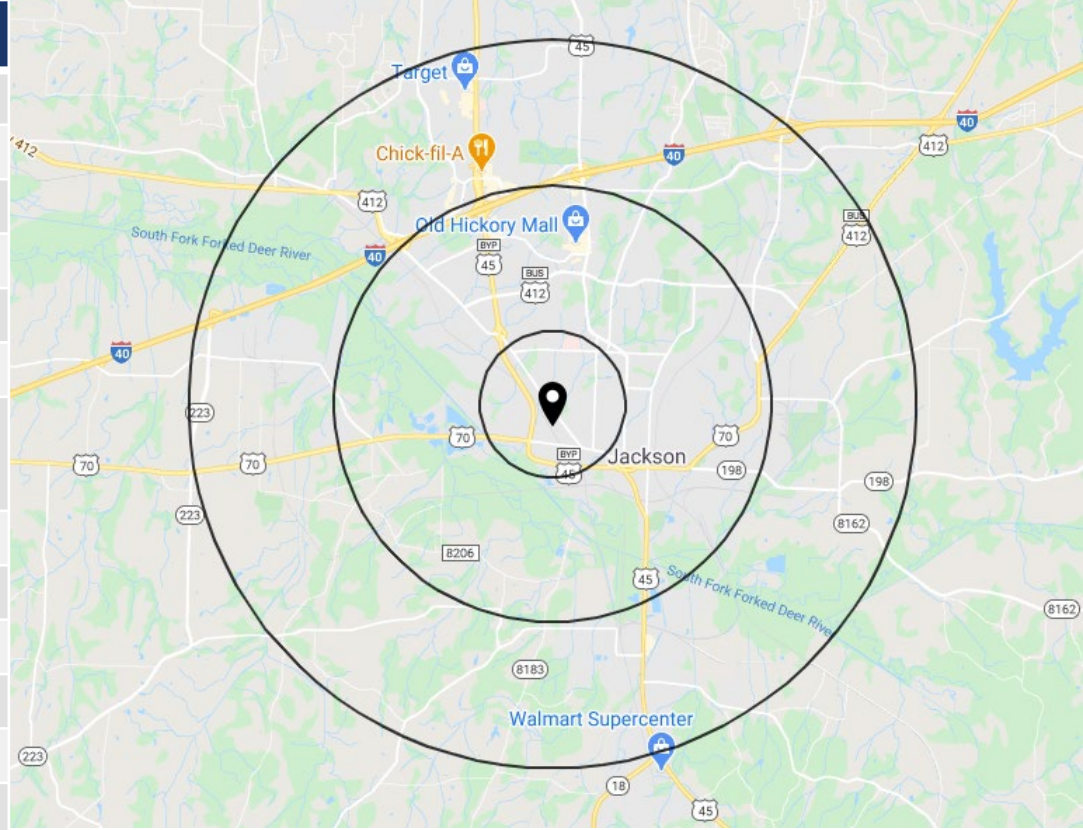 45
Target
40
412
412
Chick-fil-A
40
412
BUS
412
Old Hickory Mall
South Fork Forked Deer River
BYP
45
40
BUS
412
40
223
70
70
BYP
45
Jackson
70
198
70
70
198
223
8162
8206
45
South Fork Forked Deer River
8162
8183
Walmart Supercenter
223
18
45